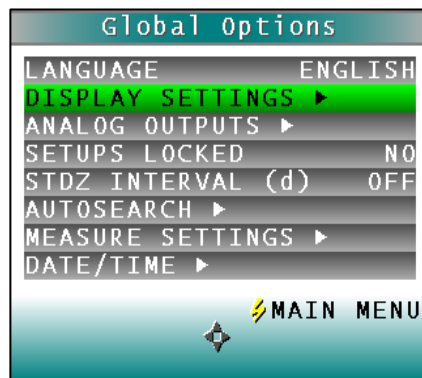 Global Options
LANGUAGE ENGLISH
DISPLAY SETTINGS ▶
ANALOG OUTPUTS ▶
SETUPS LOCKED NO
STDZ INTERVAL (d) OFF
AUTOSEARCH ▶
MEASURE SETTINGS ▶
DATE/TIME ▶
⚡MAIN MENU